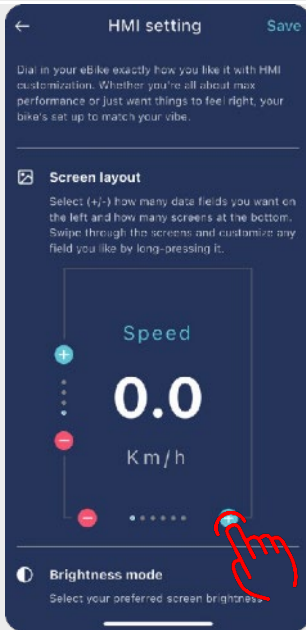 HMI setting
Save
Dial in your eBike exactly how you like it with HMI
customization. Whether you're all about max
performance or just want things to feel right, your
bike's set up to match your vibe.
Screen layout
Select (+/-) how many data fields you want on
the left and how many screens at the bottom.
Swipe through the screens and customize any
field you like by long-pressing it.
Speed
0.0
Km/h
Brightness mode
Select your preferred screen brightness